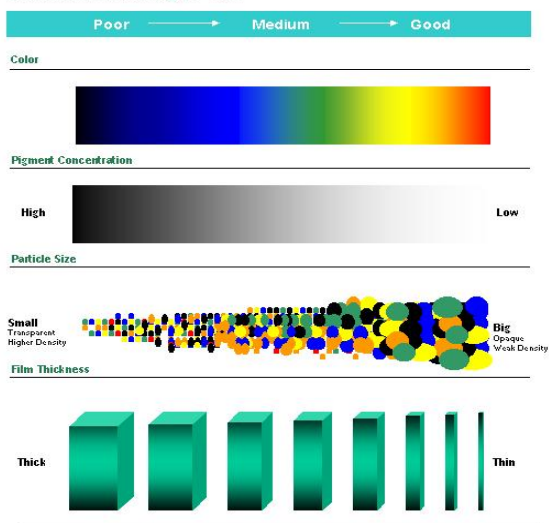 Poor Medium Good
Color
Pigment Concentration
High Low
Particle Size
Small
Transparent
Higher Density
Big
Opaque
Weak Density
Film Thickness
Thick Thin